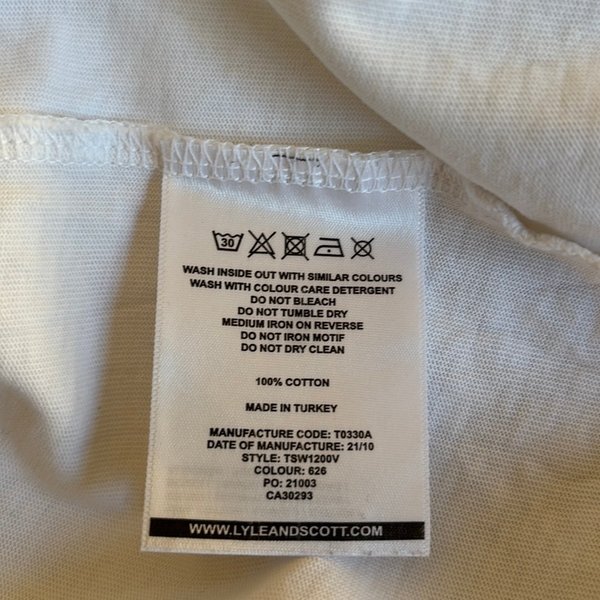 30
WASH INSIDE OUT WITH SIMILAR COLOURS
WASH WITH COLOUR CARE DETERGENT
DO NOT BLEACH
DO NOT TUMBLE DRY
MEDIUM IRON ON REVERSE
DO NOT IRON MOTIF
DO NOT DRY CLEAN
100% COTTON
MADE IN TURKEY
MANUFACTURE CODE: T0330A
DATE OF MANUFACTURE: 21/10
STYLE: TSW1200V
COLOUR: 626
PO: 21003
CA30293
WWW.LYLEANDSCOTT.COM